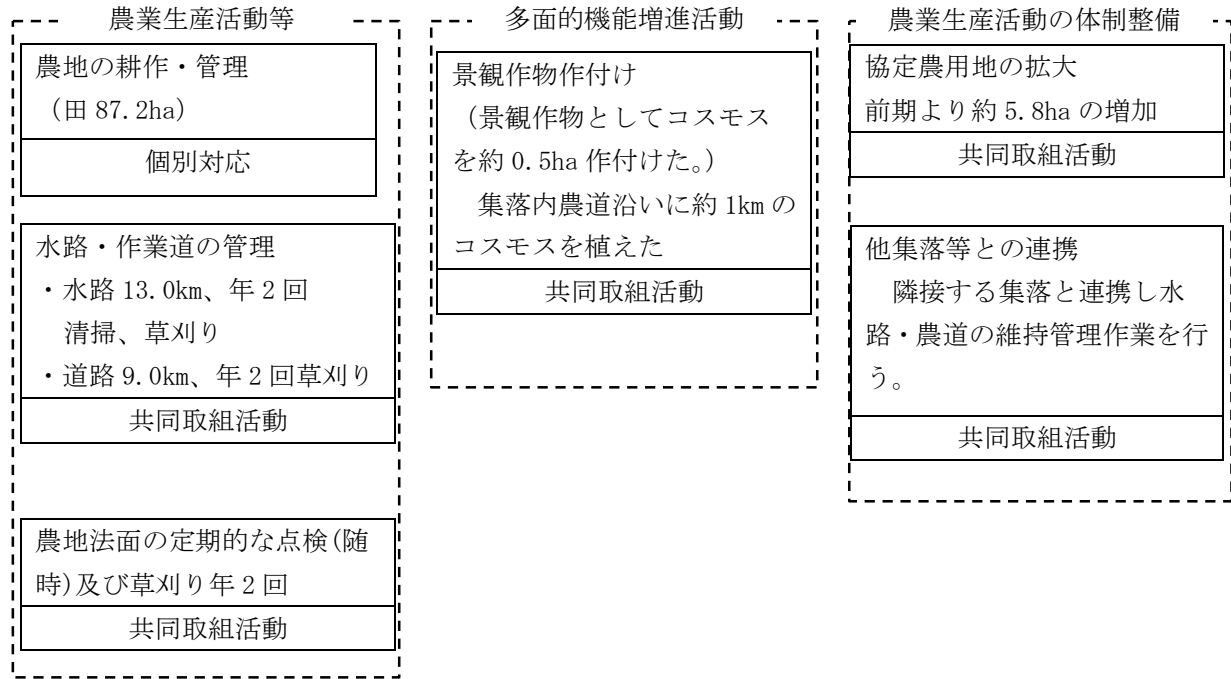 農業生産活動等
農地の耕作・管理
（田 87.2ha）
個別対応
水路・作業道の管理
・水路 13.0km、年 2 回
清掃、草刈り
・道路 9.0km、年 2 回草刈り
共同取組活動
農地法面の定期的な点検(随
時)及び草刈り年 2 回
共同取組活動
多面的機能増進活動
景観作物作付け
（景観作物としてコスモス
を約 0.5ha 作付けた。）
集落内農道沿いに約 1km の
コスモスを植えた
共同取組活動
農業生産活動の体制整備
協定農用地の拡大
前期より約 5.8ha の増加
共同取組活動
他集落等との連携
隣接する集落と連携し水
路・農道の維持管理作業を行
う。
共同取組活動